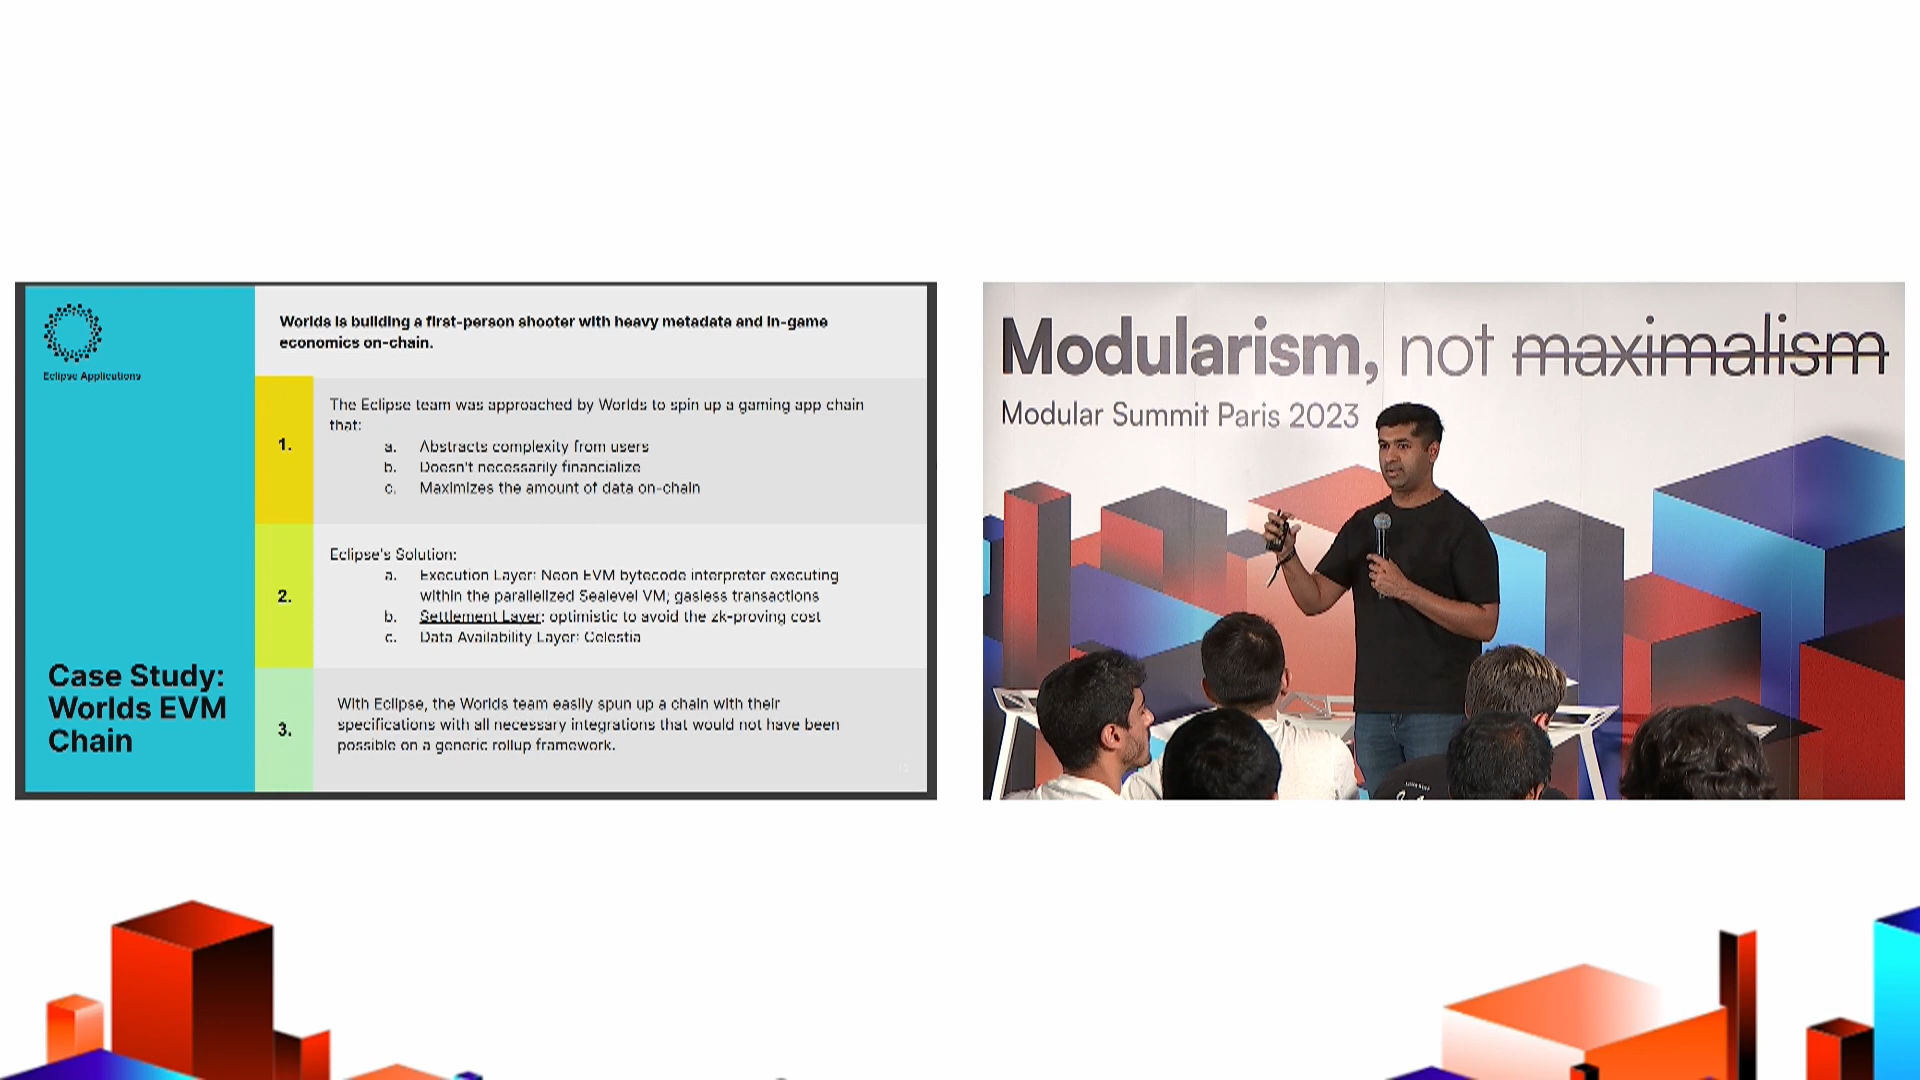 Eclipse Applications
Case Study:
Worlds EVM
Chain
Worlds is building a first-person shooter with heavy metadata and in-game
economics on-chain.
1.
The Eclipse team was approached by Worlds to spin up a gaming app chain
that:
a. Abstracts complexity from users
b. Doesn't necessarily financialize
c. Maximizes the amount of data on-chain
2.
Eclipse's Solution:
a. Execution Layer: Neon EVM bytecode interpreter executing
within the parallelized Sealevel VM; gasless transactions
b. Settlement Layer: optimistic to avoid the zk-proving cost
c. Data Availability Layer: Celestia
3.
With Eclipse, the Worlds team easily spun up a chain with their
specifications with all necessary integrations that would not have been
possible on a generic rollup framework.
Modularism, not maximalism
Modular Summit Paris 2023